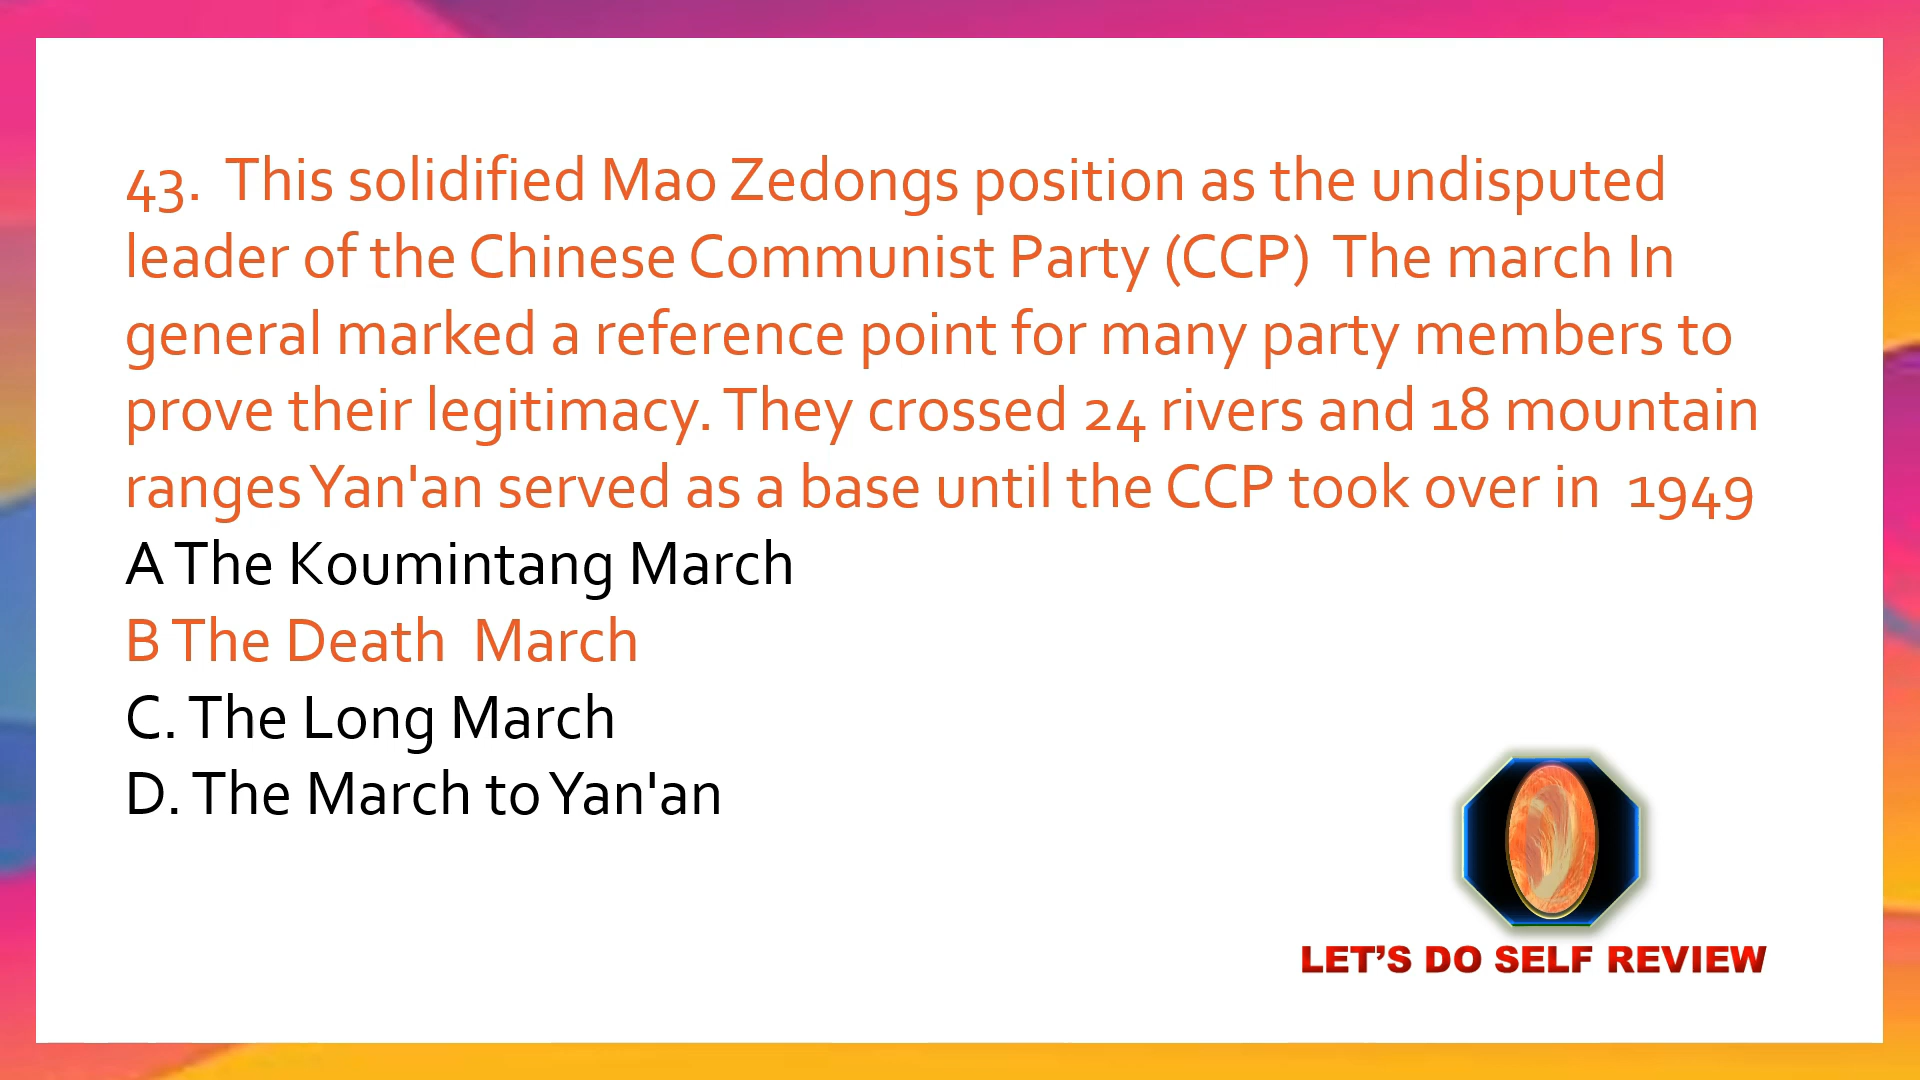 43.  This solidified Mao Zedongs position as the undisputed
leader of the Chinese Communist Party (CCP)  The march In
general marked a reference point for many party members to
prove their legitimacy. They crossed 24 rivers and 18 mountain
ranges Yan'an served as a base until the CCP took over in  1949
A The Koumintang March
B The Death  March
C. The Long March
D. The March to Yan'an
LET'S DO SELF REVIEW